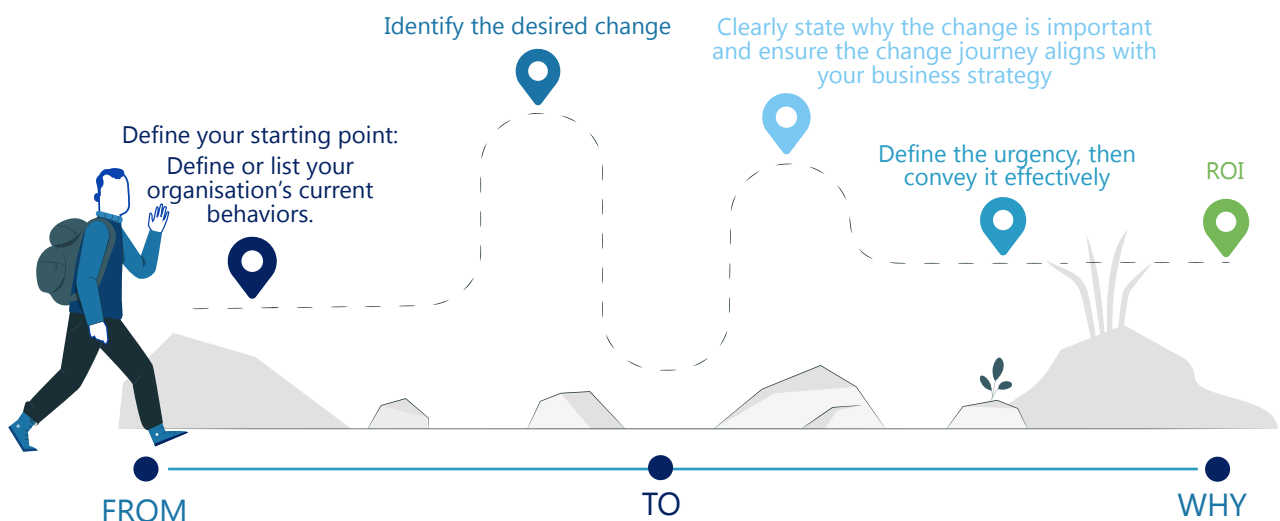 Identify the desired change
Clearly state why the change is important
and ensure the change journey aligns with
your business strategy
Define your starting point:
Define or list your
organisation’s current
behaviors.
Define the urgency, then
convey it effectively
ROI
FROM
TO
WHY